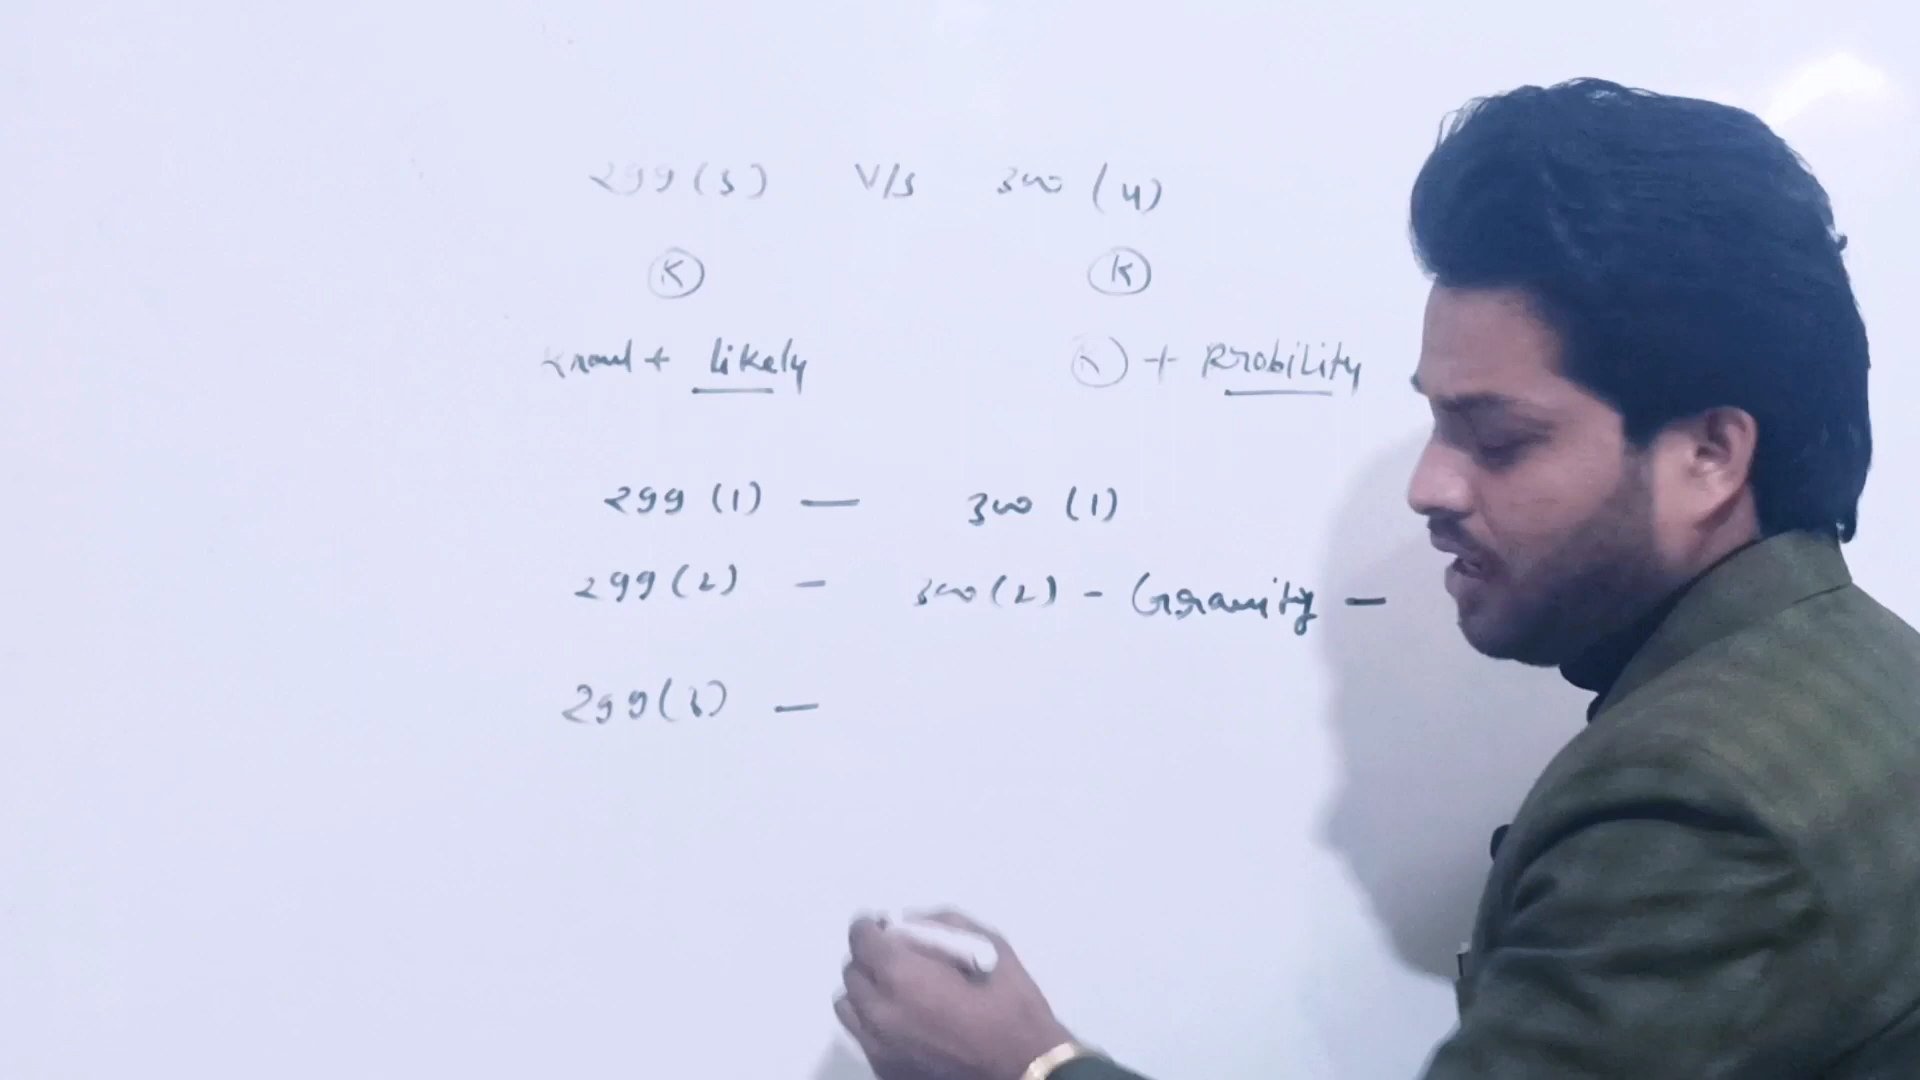 299 (3) V/s 300 (4)
K K
Knowl + likely K + Probility
299 (1) — 300 (1)
299 (2) – 300 (2) – Gravity —
299 (3) —